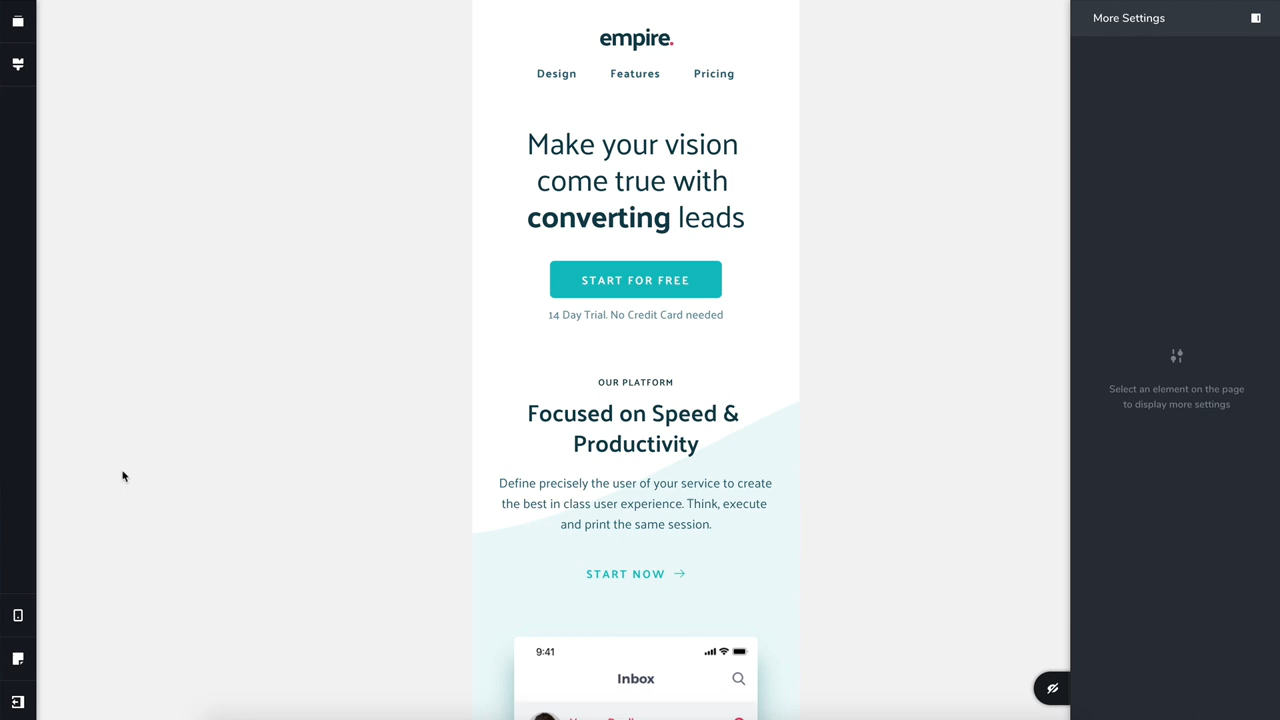 More Settings
empire.
Design Features Pricing
Make your vision
come true with
converting leads
START FOR FREE
14 Day Trial. No Credit Card needed
OUR PLATFORM
Focused on Speed &
Productivity
Define precisely the user of your service to create
the best in class user experience. Think, execute
and print the same session.
START NOW
9:41
Inbox
Select an element on the page
to display more settings